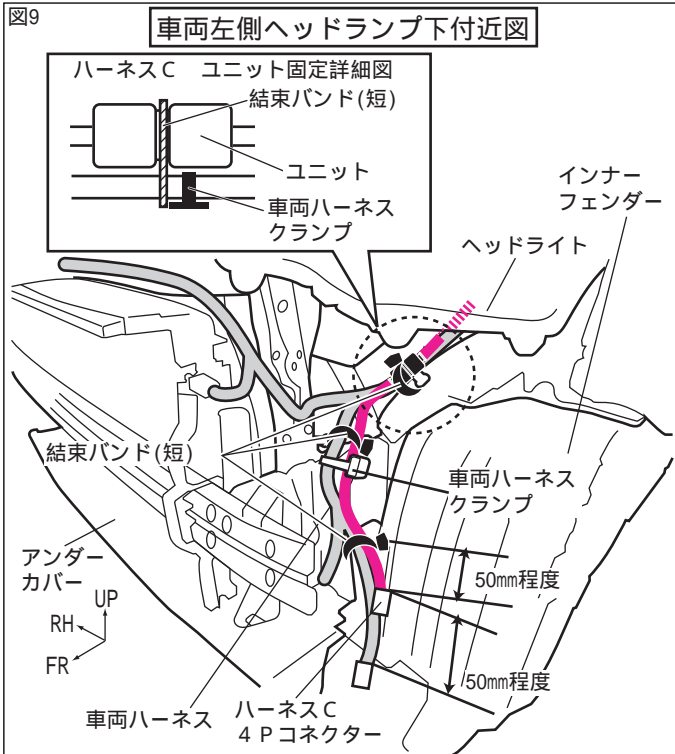 図9
車両左側ヘッドランプ下付近図
ハーネスC　ユニット固定詳細図
結束バンド(短)
ユニット
車両ハーネス
クランプ
インナー
フェンダー
ヘッドライト
結束バンド(短)
車両ハーネス
クランプ
アンダー
カバー
50mm程度
UP
RH
FR
50mm程度
車両ハーネス
ハーネスC
4Pコネクター